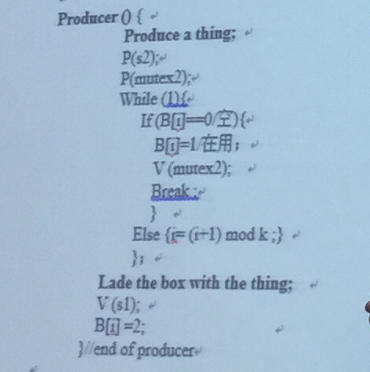 Producer () {
Produce a thing;
P(s2);
P(mutex2);
While (1){
If (B[i]==0/空){
B[i]=1/在用;
V (mutex2);
Break ;
}
Else {i= (i+1) mod k ;}
};
Lade the box with the thing;
V (s1);
B[i] =2;
}//end of producer